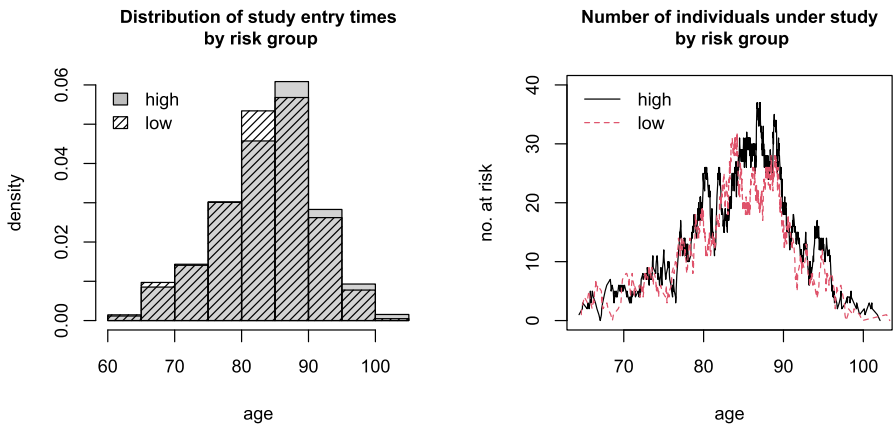 Distribution of study entry times
by risk group
high
low
density
0.00
0.02
0.04
0.06
60
70
80
90
100
age
Number of individuals under study
by risk group
high
low
no. at risk
0
10
20
30
40
70
80
90
100
age